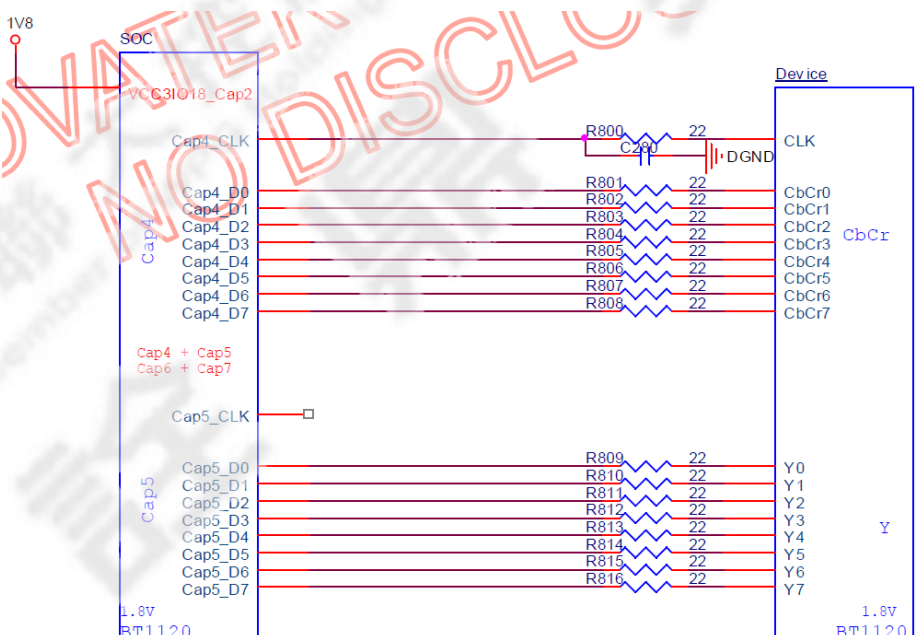 1V8
SOC
VCC3IO18_Cap2
Device
Cap4_CLK
R800
22
CLK
C280
DGND
Cap4
Cap4_D0
R801
22
CbCr0
Cap4_D1
R802
22
CbCr1
Cap4_D2
R803
22
CbCr2
Cap4_D3
R804
22
CbCr3
Cap4_D4
R805
22
CbCr4
Cap4_D5
R806
22
CbCr5
Cap4_D6
R807
22
CbCr6
Cap4_D7
R808
22
CbCr7
CbCr
Cap4 + Cap5
Cap6 + Cap7
Cap5_CLK
Cap5
Cap5_D0
R809
22
Y0
Cap5_D1
R810
22
Y1
Cap5_D2
R811
22
Y2
Cap5_D3
R812
22
Y3
Cap5_D4
R813
22
Y4
Cap5_D5
R814
22
Y5
Cap5_D6
R815
22
Y6
Cap5_D7
R816
22
Y7
Y
1.8V
BT1120
1.8V
BT1120
NO DISCLO